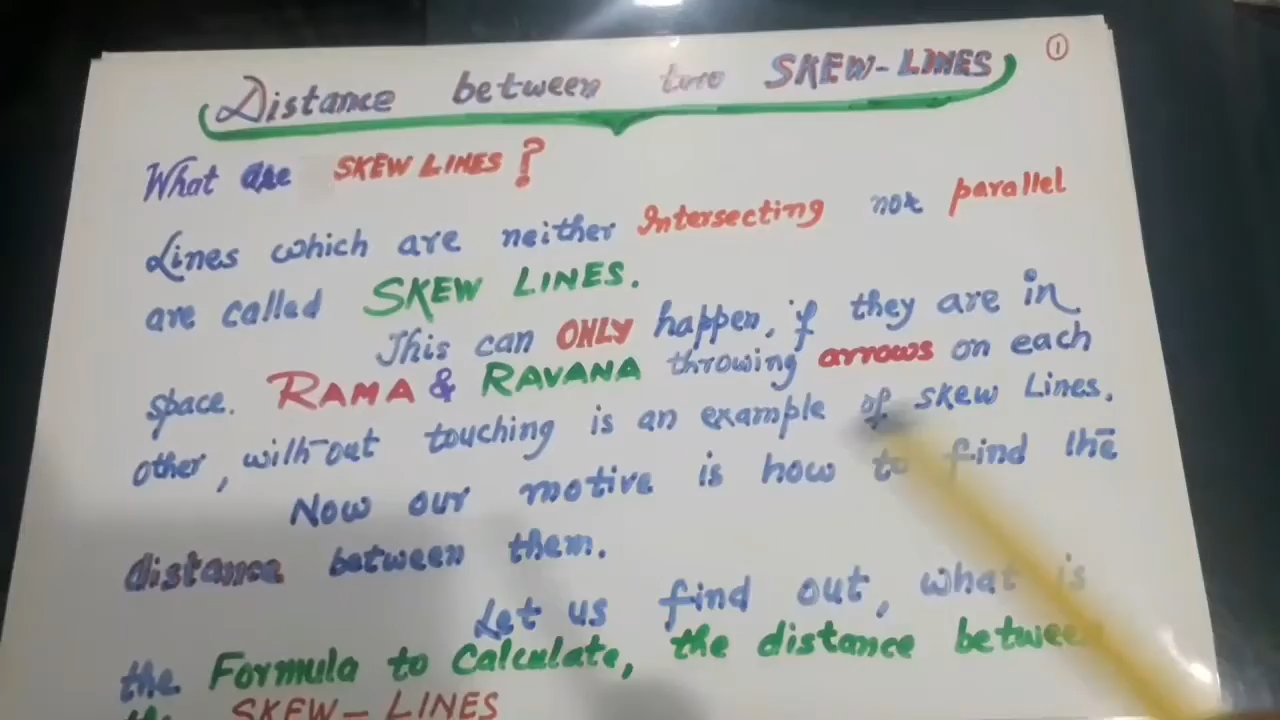 Distance between two SKEW-LINES
1
What are SKEW LINES?
Lines which are neither Intersecting nor parallel
are called SKEW LINES.
This can ONLY happen, if they are in
space. RAMA & RAVANA throwing arrows on each
other, with-out touching is an example of skew Lines.
Now our motive is how to find the
distance between them.
Let us find out, what is
the Formula to Calculate, the distance between
the SKEW-LINES